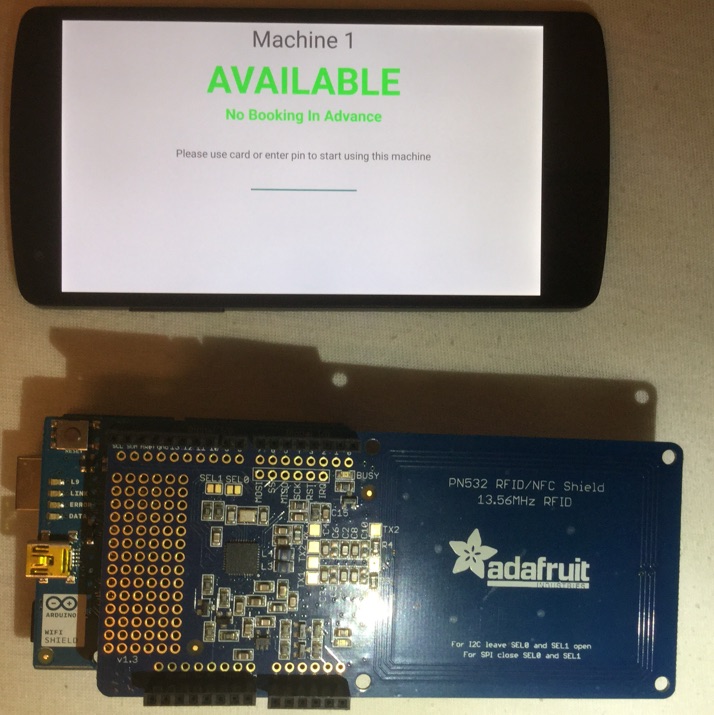 Machine 1
AVAILABLE
No Booking In Advance
Please use card or enter pin to start using this machine
RESET
L9
LINK
ERROR
DATA
SEL1 SEL0
MOSI
SS
MISO
SCK
RST
IRQ
BUSY
C16
TX2
PN532 RFID/NFC Shield
13.56MHz RFID
adafruit
INDUSTRIES
For I2C leave SEL0 and SEL1 open
For SPI close SEL0 and SEL1
ARDUINO
WIFI
SHIELD
v1.3